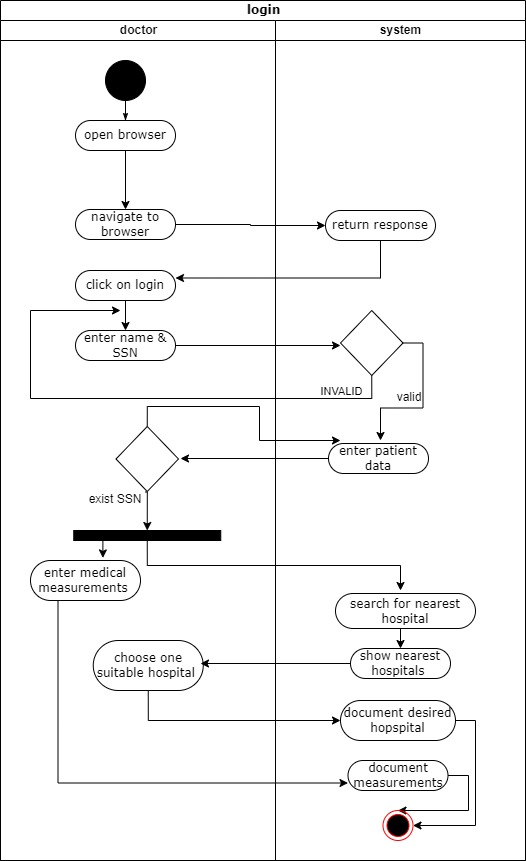 login
doctor
system
open browser
navigate to
browser
return response
click on login
enter name &
SSN
INVALID
valid
enter patient
data
exist SSN
enter medical
measurements
search for nearest
hospital
choose one
suitable hospital
show nearest
hospitals
document desired
hopspital
document
measurements